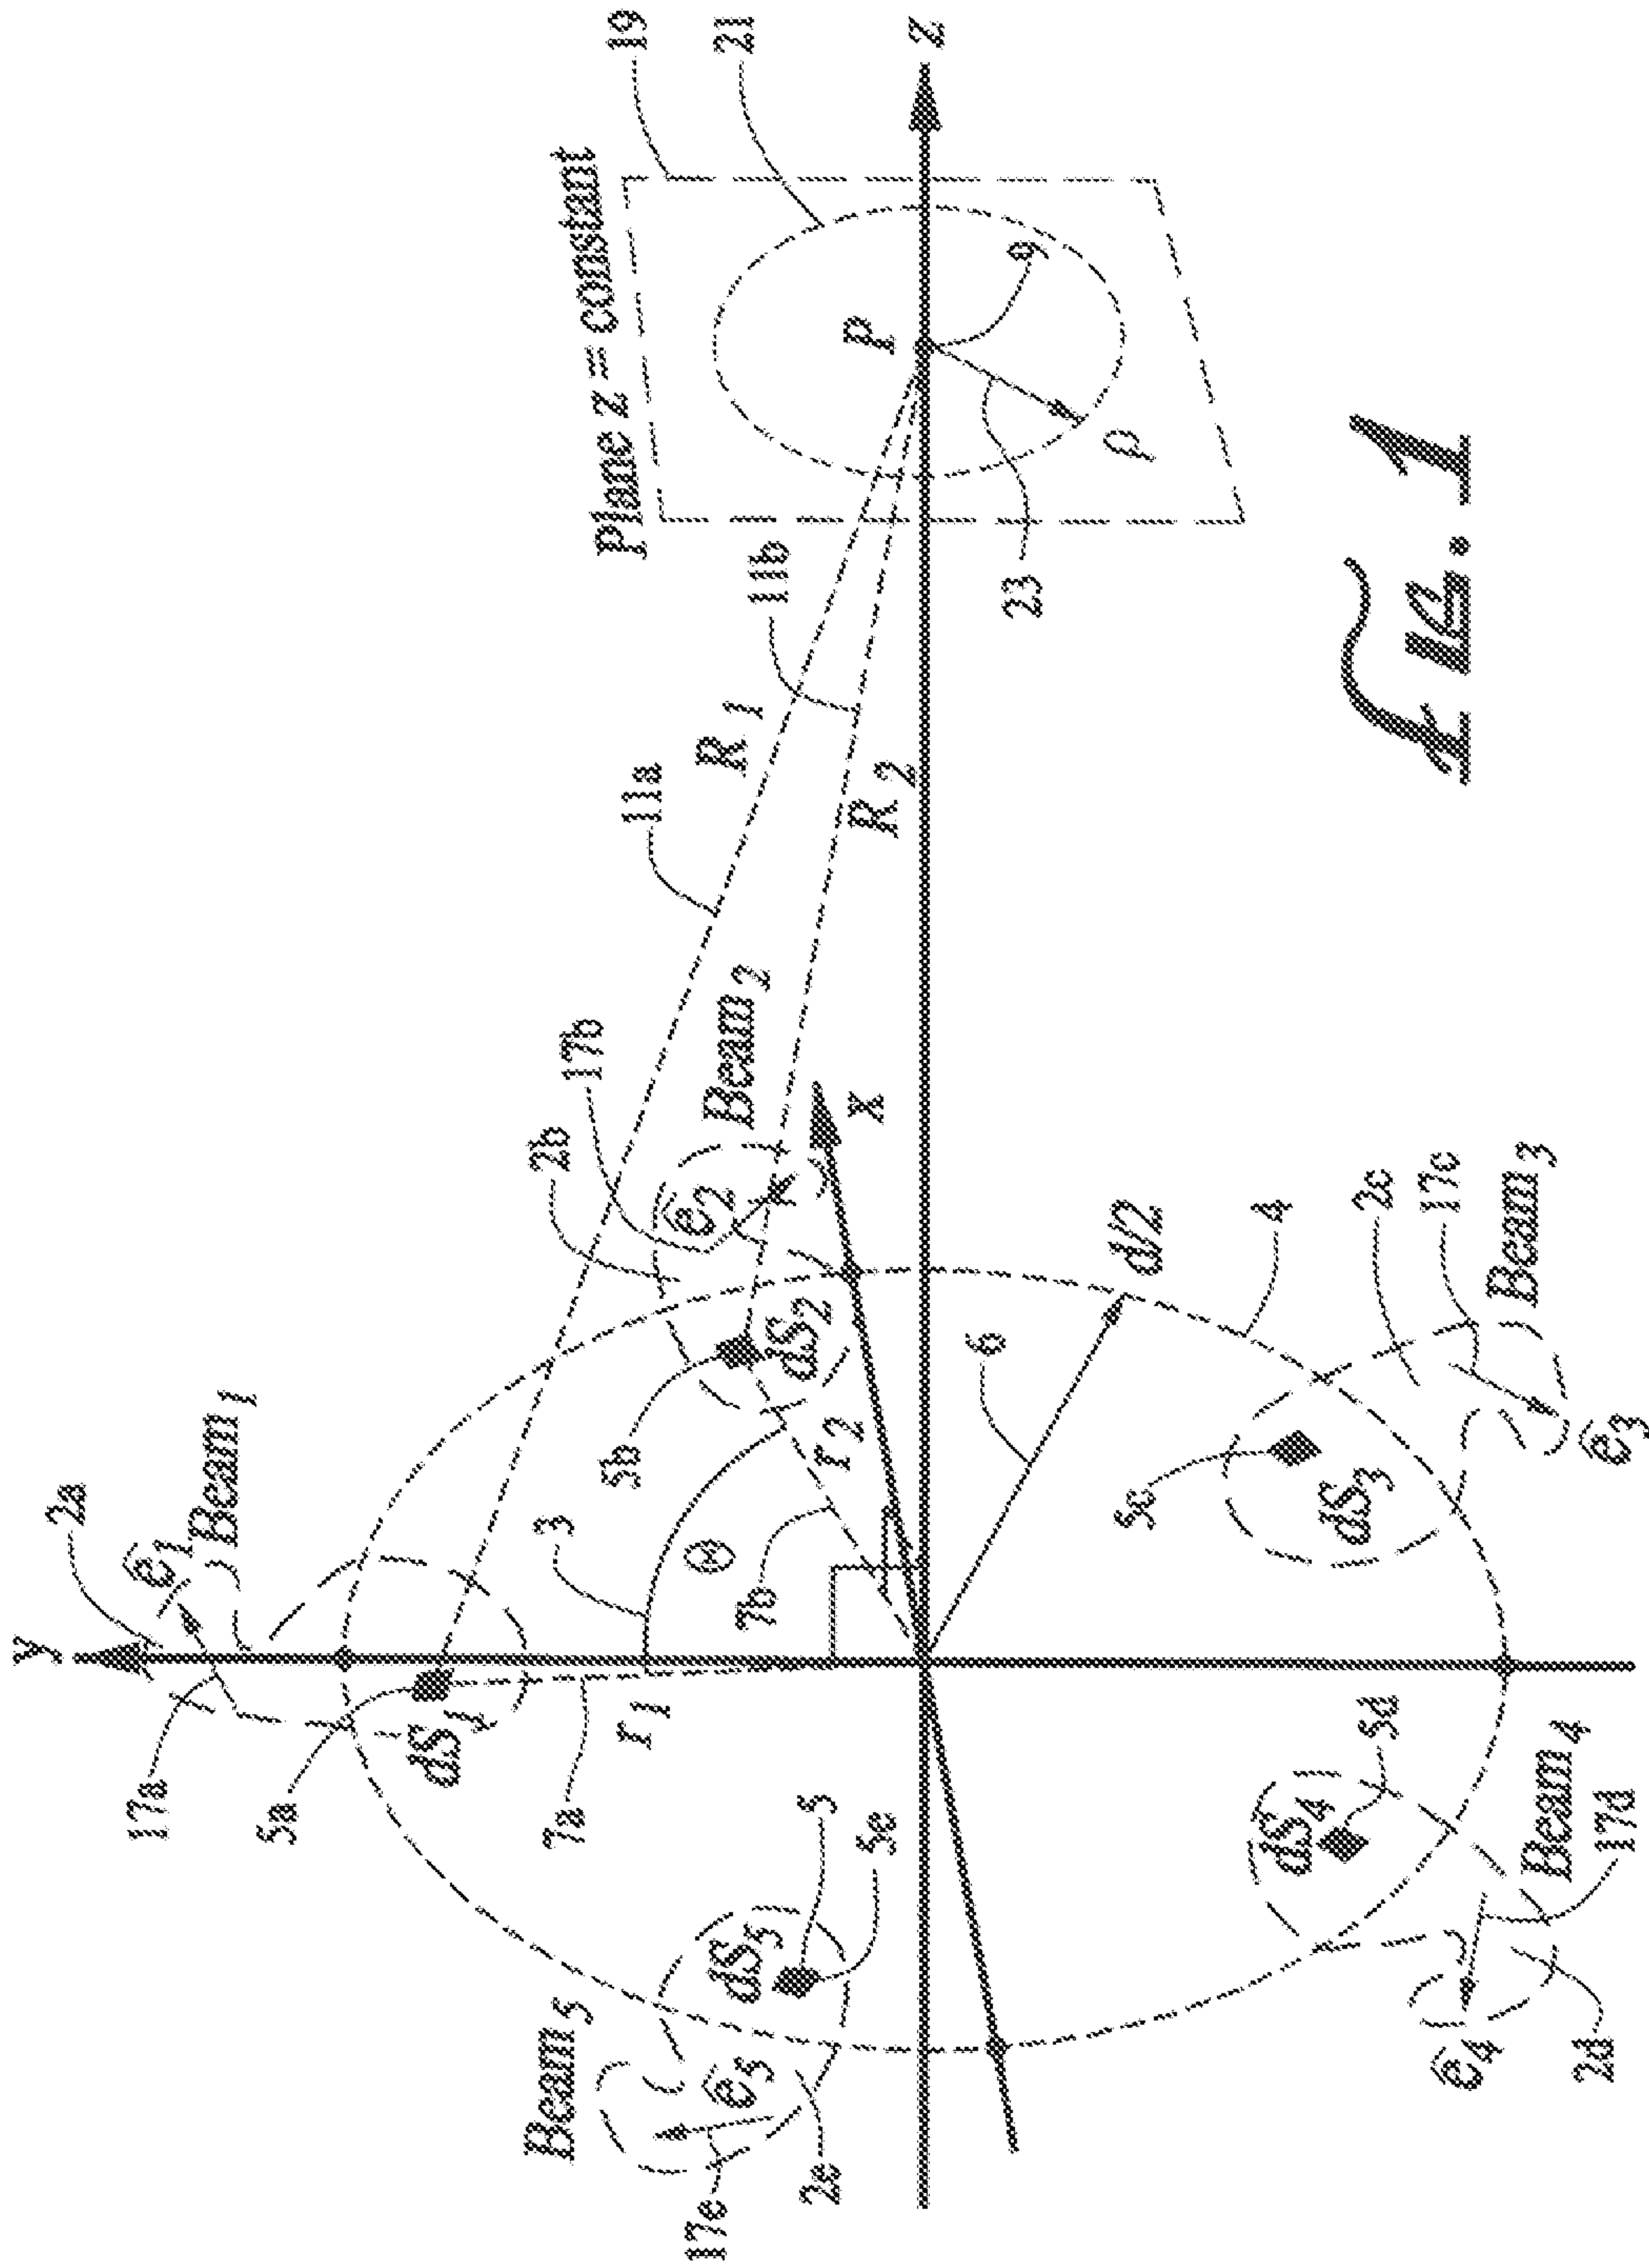 y
2a
ê1
Beam1
17a
5a
dS1
7a
r1
3
Θ
7b
r2
5b
dS2
2b
ê2
17b
Beam2
x
11a
R1
11b
R2
Plane z = constant
19
21
P
9
ρ
23
z
d/2
6
4
5c
dS3
2c
17c
Beam3
ê3
dS4
5d
Beam4
17d
ê4
2d
Beam5
dS5
5
5e
ê5
17e
2e
FIG. 1